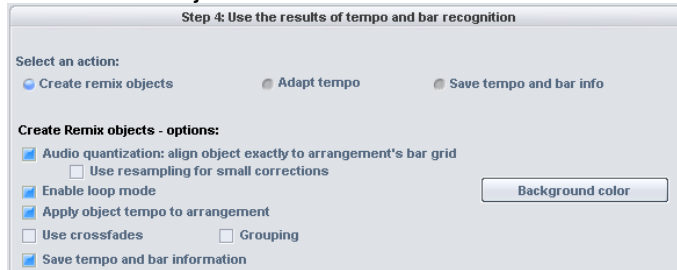 Step 4: Use the results of tempo and bar recognition
Select an action:
Create remix objects Adapt tempo Save tempo and bar info
Create Remix objects - options:
Audio quantization: align object exactly to arrangement's bar grid
Use resampling for small corrections
Enable loop mode Background color
Apply object tempo to arrangement
Use crossfades Grouping
Save tempo and bar information